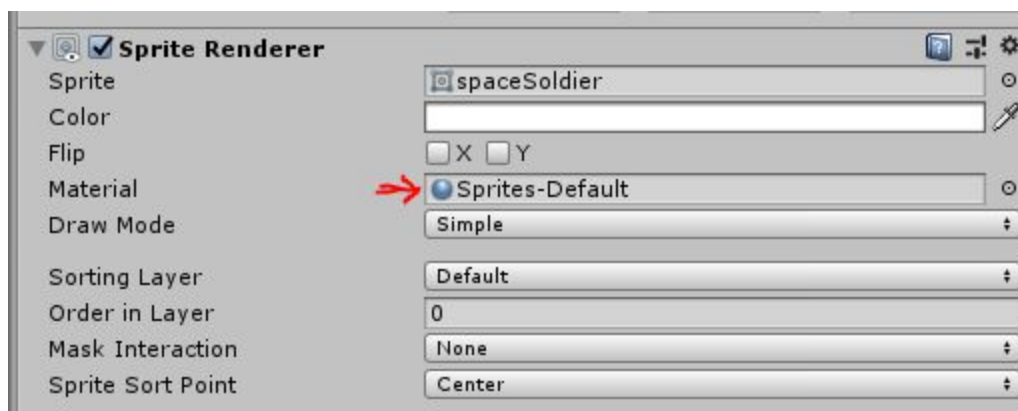 Sprite Renderer
Sprite spaceSoldier
Color
Flip X Y
Material Sprites-Default
Draw Mode Simple
Sorting Layer Default
Order in Layer 0
Mask Interaction None
Sprite Sort Point Center